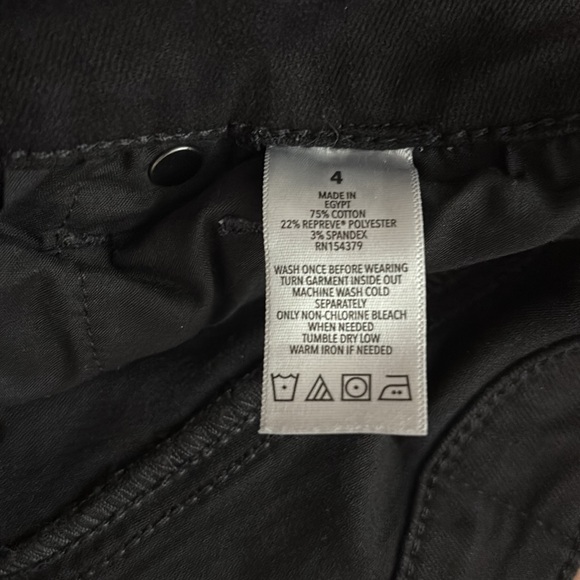 4
MADE IN
EGYPT
75% COTTON
22% REPREVE® POLYESTER
3% SPANDEX
RN154379
WASH ONCE BEFORE WEARING
TURN GARMENT INSIDE OUT
MACHINE WASH COLD
SEPARATELY
ONLY NON-CHLORINE BLEACH
WHEN NEEDED
TUMBLE DRY LOW
WARM IRON IF NEEDED